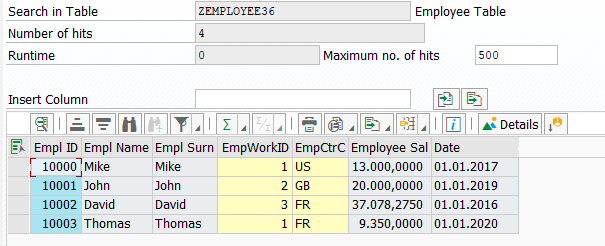 Search in Table ZEMPLOYEE36 Employee Table
Number of hits 4
Runtime 0 Maximum no. of hits 500
Insert Column
Σ Σ/Σ i Details
Empl ID Empl Name Empl Surn EmpWorkID EmpCtrC Employee Sal Date
10000 Mike Mike 1 US 13.000,0000 01.01.2017
10001 John John 2 GB 20.000,0000 01.01.2019
10002 David David 3 FR 37.078,2750 01.01.2016
10003 Thomas Thomas 1 FR 9.350,0000 01.01.2020